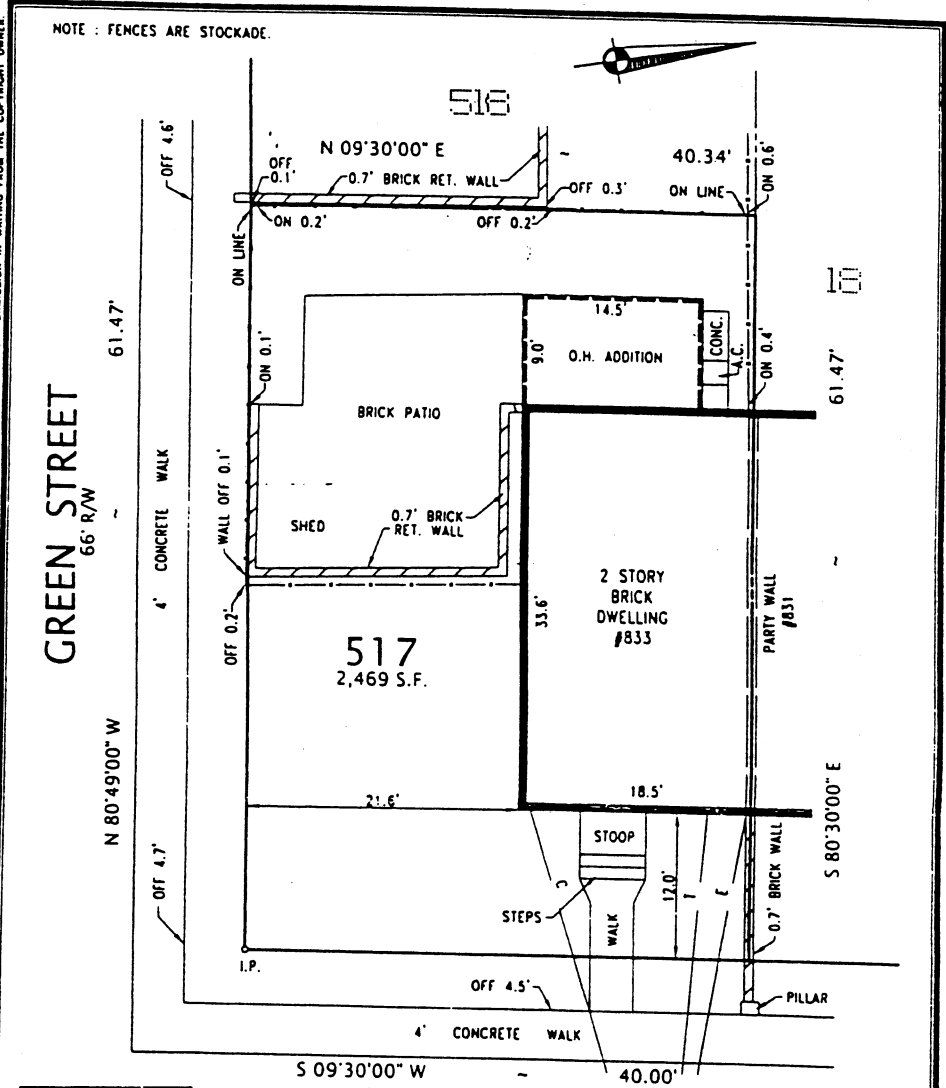 NOTE : FENCES ARE STOCKADE.
518
N 09°30'00" E
~
40.34'
OFF 4.6'
OFF 0.1'
0.7' BRICK RET. WALL
OFF 0.3'
ON LINE
ON 0.6'
ON 0.2'
OFF 0.2'
ON LINE
18
14.5'
61.47'
9.0'
O.H. ADDITION
CONC.
A.C.
ON 0.4'
61.47'
ON 0.1'
BRICK PATIO
GREEN STREET
66' R/W
~
4' CONCRETE WALK
WALL OFF 0.1'
SHED
0.7' BRICK
RET. WALL
2 STORY
BRICK
DWELLING
#833
33.6'
PARTY WALL
#831
~
OFF 0.2'
517
2,469 S.F.
N 80°49'00" W
21.6'
18.5'
S 80°30'00" E
STOOP
OFF 4.7'
12.0'
0.7' BRICK WALL
C
T
E
STEPS
WALK
I.P.
OFF 4.5'
PILLAR
4' CONCRETE WALK
S 09°30'00" W
~
40.00'